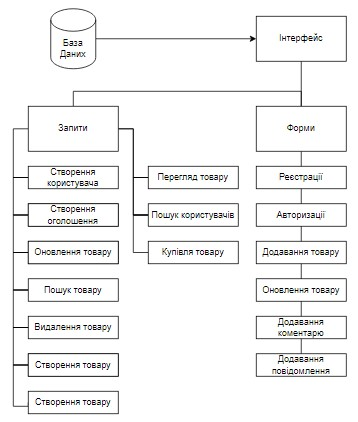 База
Даних
Інтерфейс
Запити
Форми
Створення
користувача
Перегляд товару
Реєстрації
Створення
оголошення
Пошук користувачів
Авторизації
Оновлення товару
Купівля товару
Додавання товару
Пошук товару
Оновлення товару
Видалення товару
Додавання
коментарю
Створення товару
Додавання
повідомлення
Створення товару